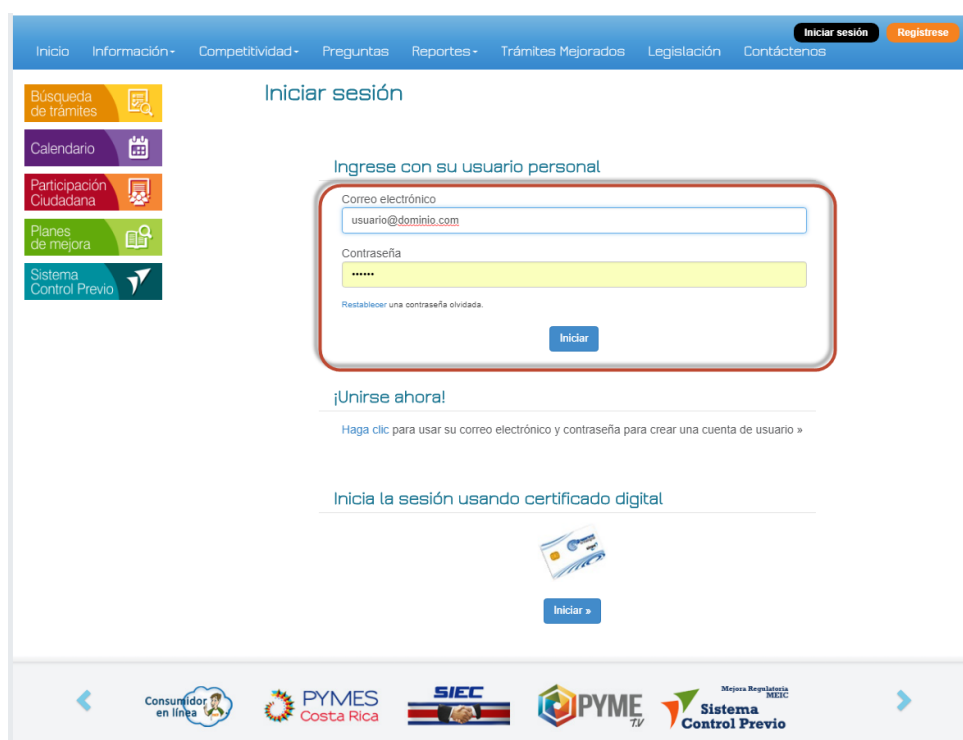 Iniciar sesión
Regístrese
Inicio Información Competitividad Preguntas Reportes Trámites Mejorados Legislación Contáctenos
Búsqueda
de trámites
Calendario
Participación
Ciudadana
Planes
de mejora
Sistema
Control Previo
Iniciar sesión
Ingrese con su usuario personal
Correo electrónico
usuario@dominio.com
Contraseña
••••••
Restablecer una contraseña olvidada.
Iniciar
¡Unirse ahora!
Haga clic para usar su correo electrónico y contraseña para crear una cuenta de usuario »
Inicia la sesión usando certificado digital
Iniciar »
Consumidor
en línea
PYMES
Costa Rica
SIEC
PYME
T.V
Mejora Regulatoria
MEIC
Sistema
Control Previo